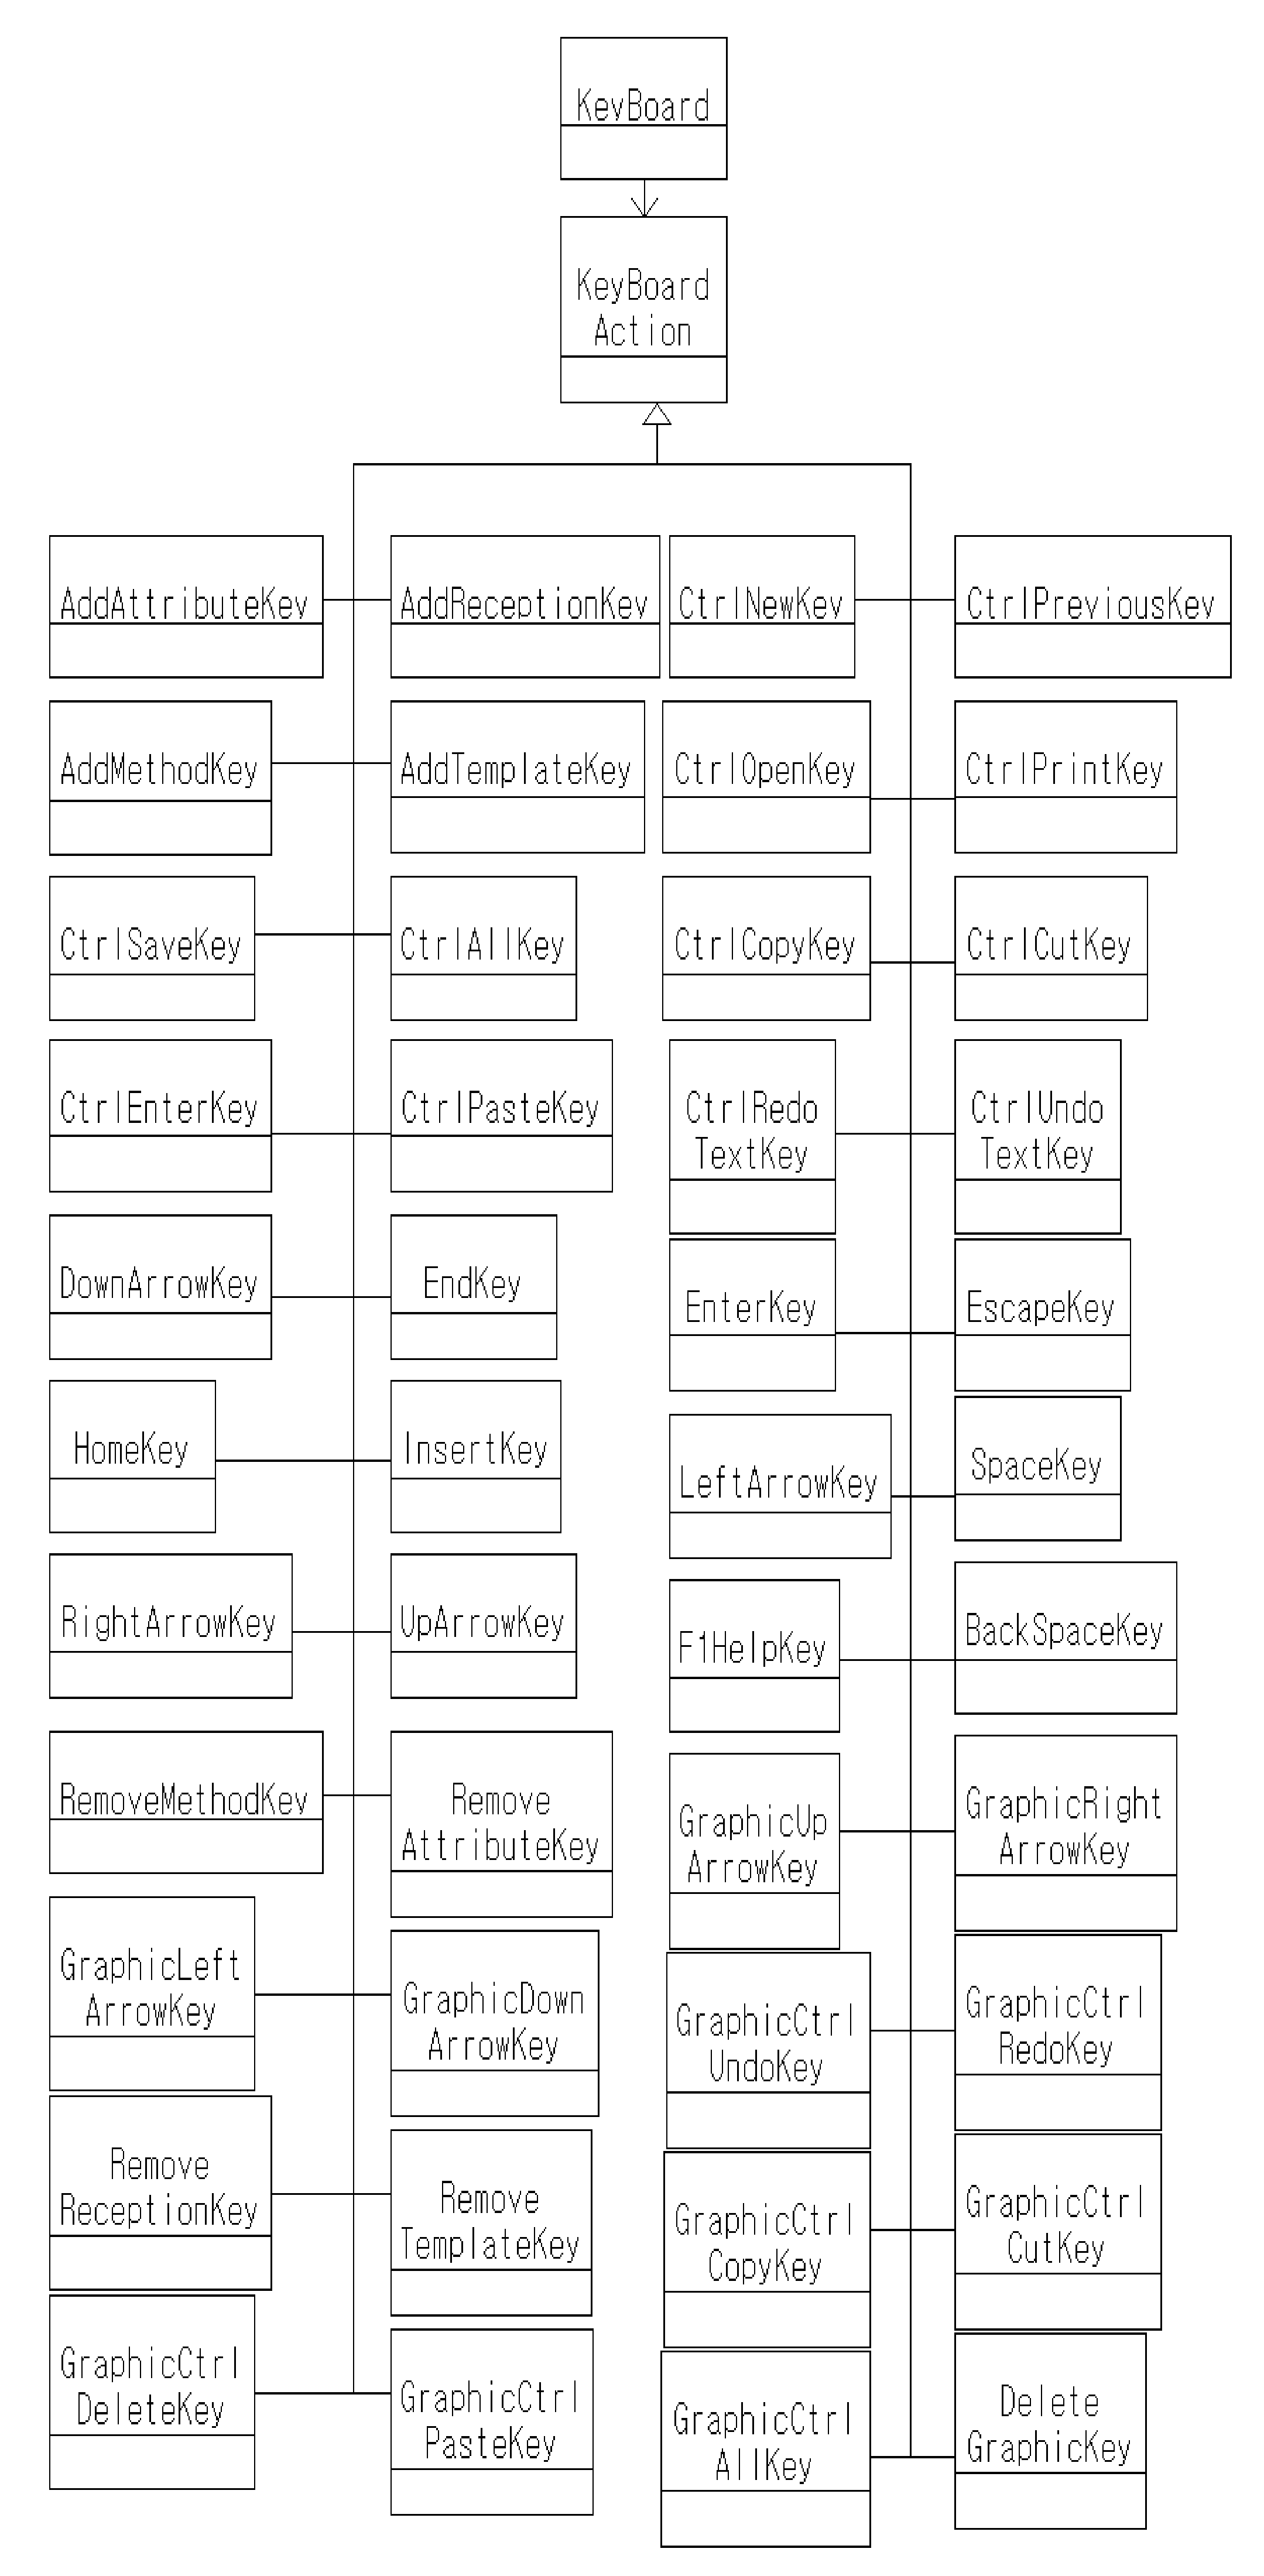 KeyBoard
KeyBoard
Action
AddAttributeKey
AddReceptionKey
CtrlNewKey
CtrlPreviousKey
AddMethodKey
AddTemplateKey
CtrlOpenKey
CtrlPrintKey
CtrlSaveKey
CtrlAllKey
CtrlCopyKey
CtrlCutKey
CtrlEnterKey
CtrlPasteKey
CtrlRedo
TextKey
CtrlUndo
TextKey
DownArrowKey
EndKey
EnterKey
EscapeKey
HomeKey
InsertKey
LeftArrowKey
SpaceKey
RightArrowKey
UpArrowKey
F1HelpKey
BackSpaceKey
RemoveMethodKey
Remove
AttributeKey
GraphicUp
ArrowKey
GraphicRight
ArrowKey
GraphicLeft
ArrowKey
GraphicDown
ArrowKey
GraphicCtrl
UndoKey
GraphicCtrl
RedoKey
Remove
ReceptionKey
Remove
TemplateKey
GraphicCtrl
CopyKey
GraphicCtrl
CutKey
GraphicCtrl
DeleteKey
GraphicCtrl
PasteKey
GraphicCtrl
AllKey
Delete
GraphicKey